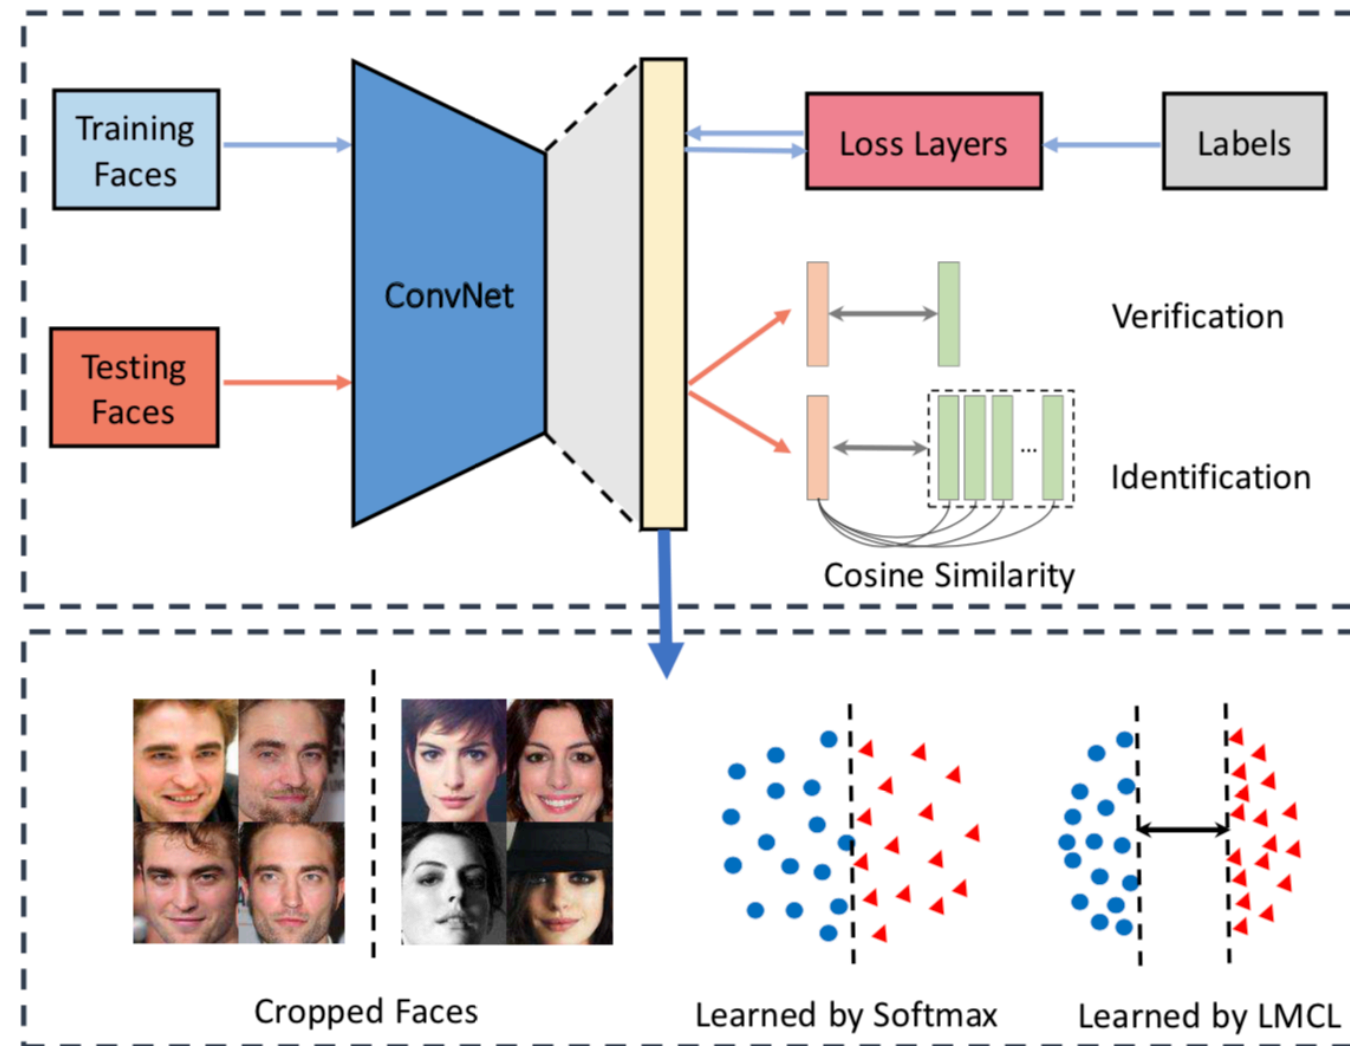 Training
Faces
ConvNet
Loss Layers
Labels
Testing
Faces
Verification
...
Identification
Cosine Similarity
Cropped Faces
Learned by Softmax
Learned by LMCL